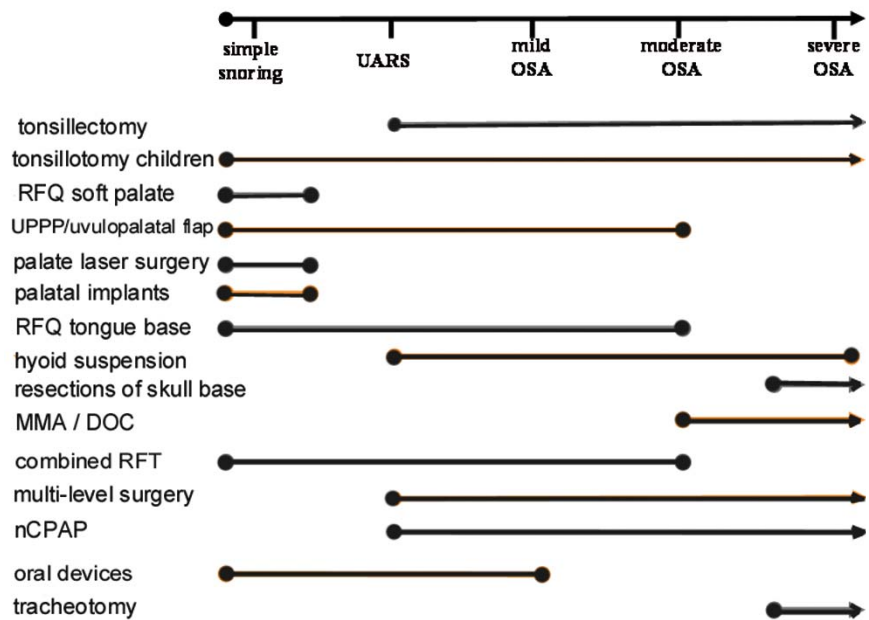 simple
snoring
UARS
mild
OSA
moderate
OSA
severe
OSA
tonsillectomy
tonsillotomy children
RFQ soft palate
UPPP/uvulopalatal flap
palate laser surgery
palatal implants
RFQ tongue base
hyoid suspension
resections of skull base
MMA / DOC
combined RFT
multi-level surgery
nCPAP
oral devices
tracheotomy